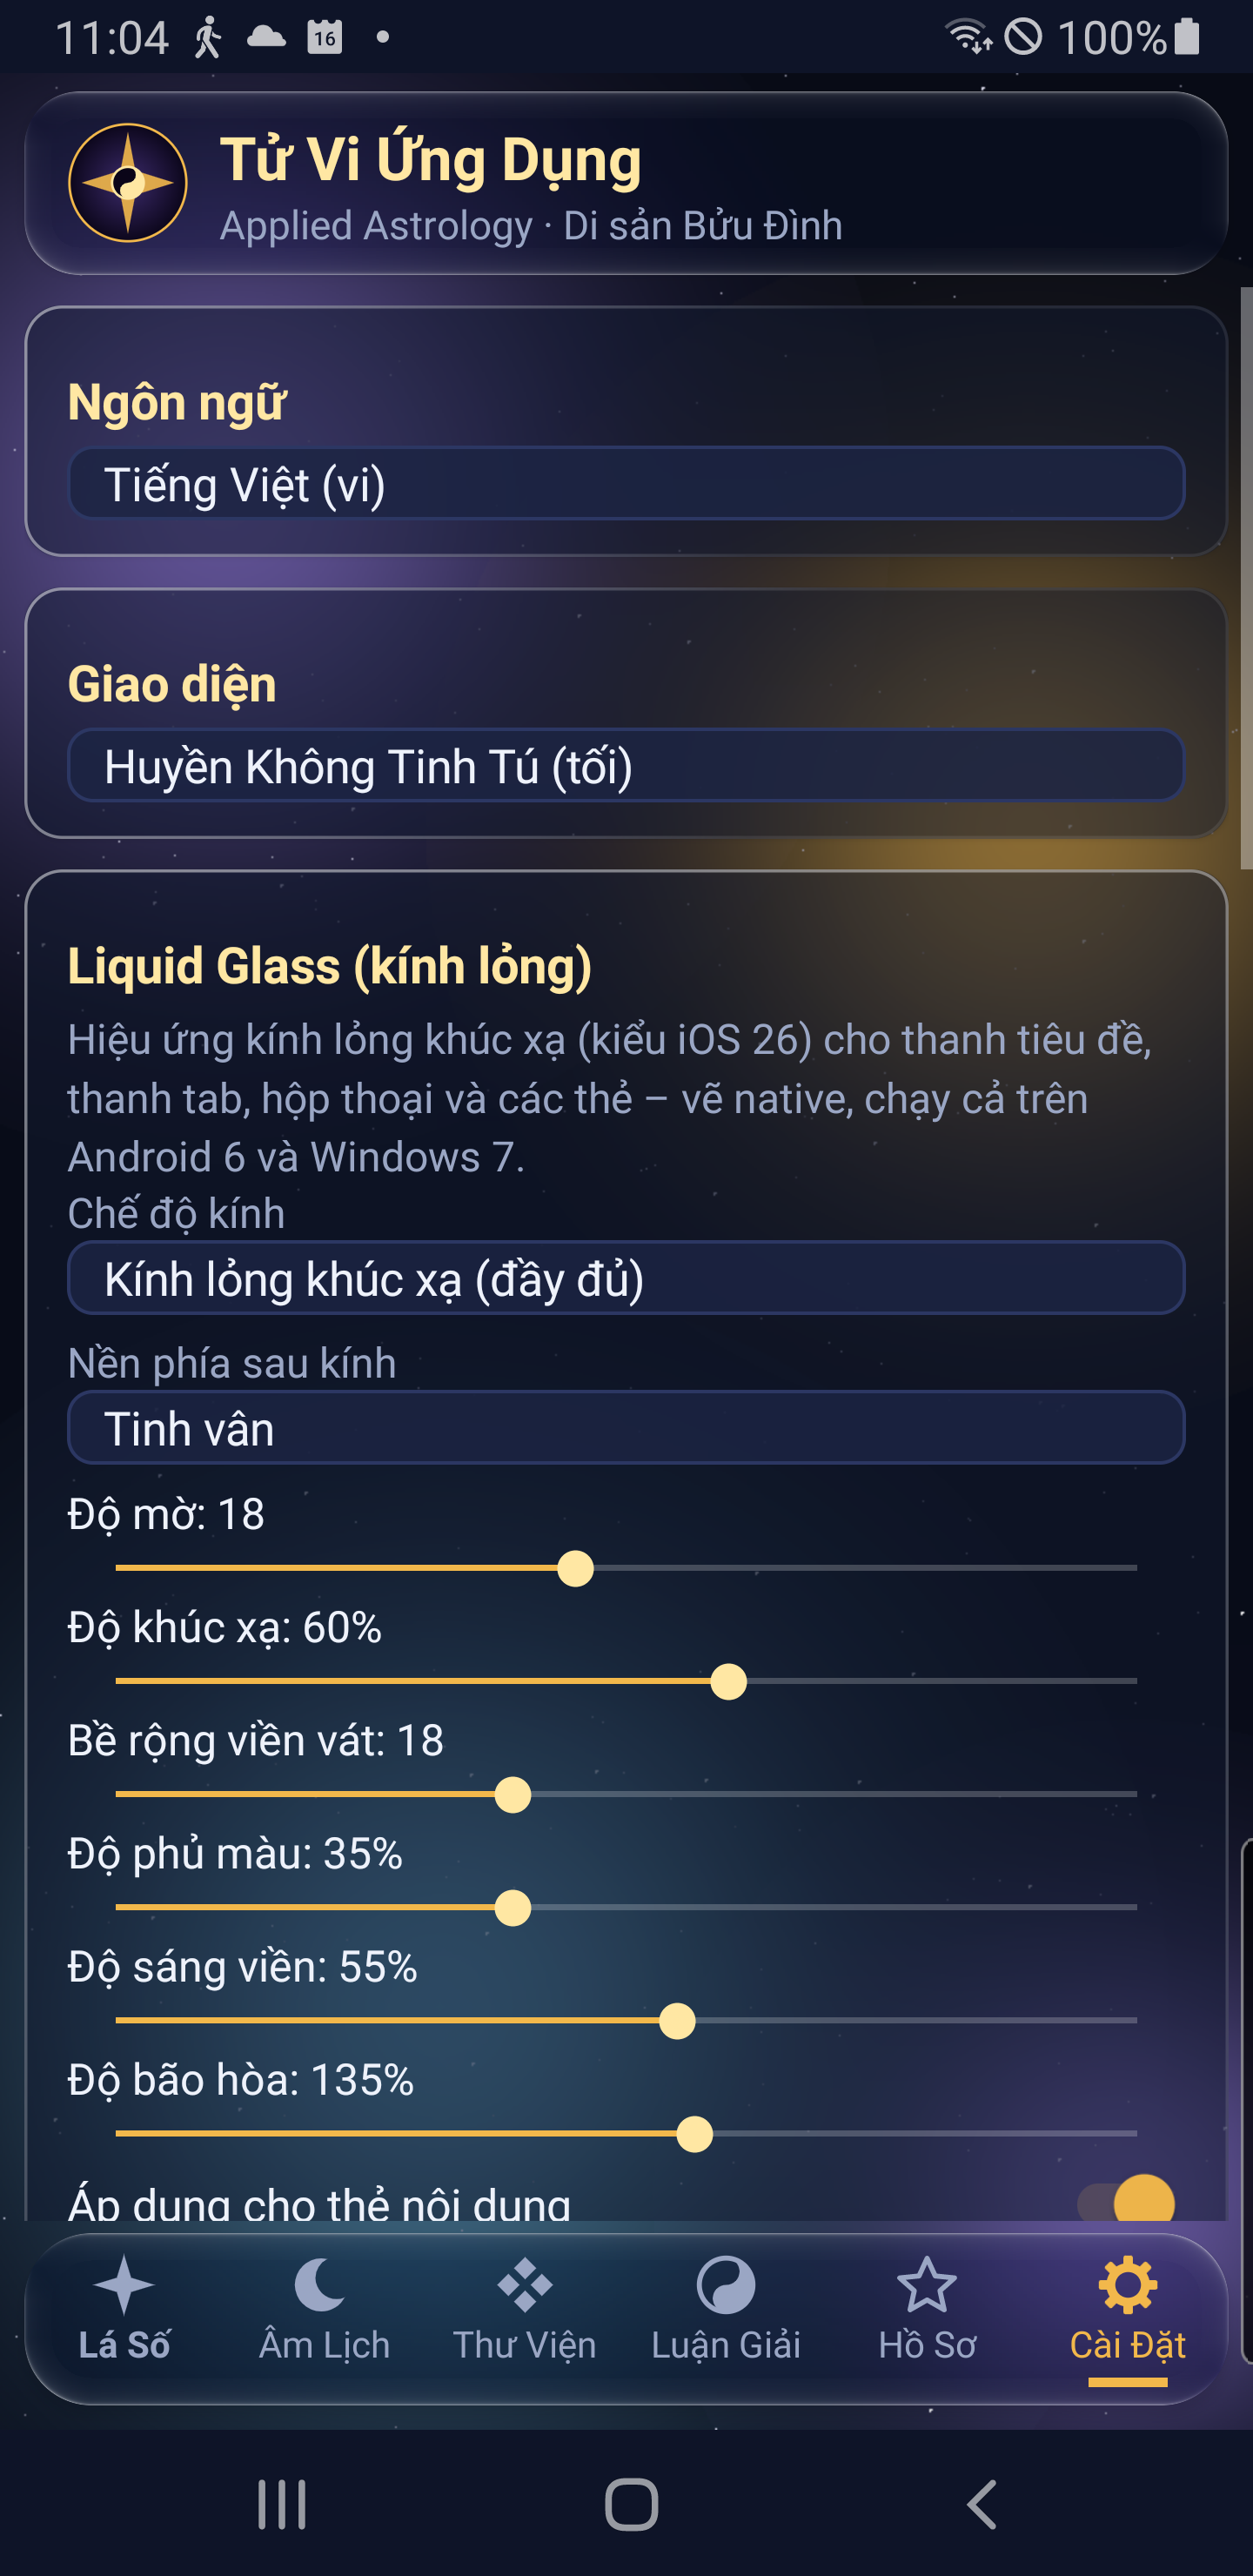 11:04
16
100%
Tử Vi Ứng Dụng
Applied Astrology · Di sản Bửu Đình
Ngôn ngữ
Tiếng Việt (vi)
Giao diện
Huyền Không Tinh Tú (tối)
Liquid Glass (kính lỏng)
Hiệu ứng kính lỏng khúc xạ (kiểu iOS 26) cho thanh tiêu đề,
thanh tab, hộp thoại và các thẻ – vẽ native, chạy cả trên
Android 6 và Windows 7.
Chế độ kính
Kính lỏng khúc xạ (đầy đủ)
Nền phía sau kính
Tinh vân
Độ mờ: 18
Độ khúc xạ: 60%
Bề rộng viền vát: 18
Độ phủ màu: 35%
Độ sáng viền: 55%
Độ bão hòa: 135%
Áp dụng cho thẻ nội dung
Lá Số
Âm Lịch
Thư Viện
Luận Giải
Hồ Sơ
Cài Đặt